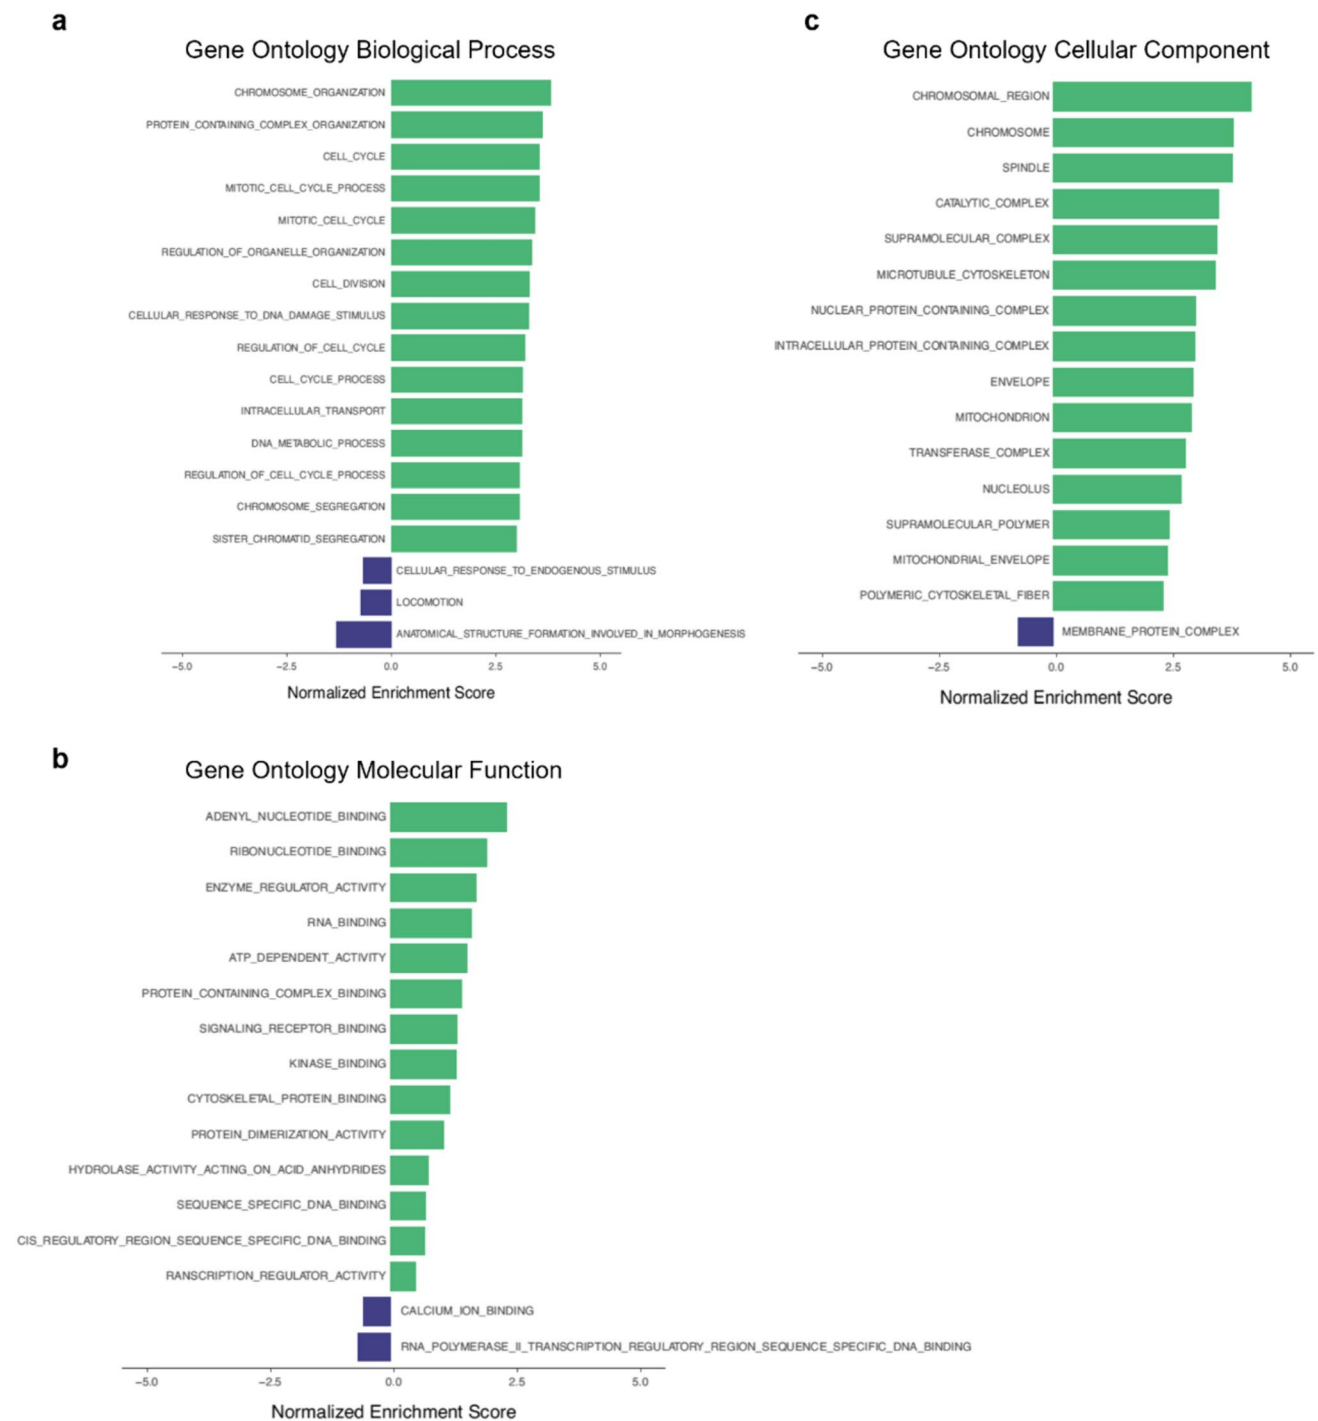 a
Gene Ontology Biological Process
CHROMOSOME_ORGANIZATION
PROTEIN_CONTAINING_COMPLEX_ORGANIZATION
CELL_CYCLE
MITOTIC_CELL_CYCLE_PROCESS
MITOTIC_CELL_CYCLE
REGULATION_OF_ORGANELLE_ORGANIZATION
CELL_DIVISION
CELLULAR_RESPONSE_TO_DNA_DAMAGE_STIMULUS
REGULATION_OF_CELL_CYCLE
CELL_CYCLE_PROCESS
INTRACELLULAR_TRANSPORT
DNA_METABOLIC_PROCESS
REGULATION_OF_CELL_CYCLE_PROCESS
CHROMOSOME_SEGREGATION
SISTER_CHROMATID_SEGREGATION
CELLULAR_RESPONSE_TO_ENDOGENOUS_STIMULUS
LOCOMOTION
ANATOMICAL_STRUCTURE_FORMATION_INVOLVED_IN_MORPHOGENESIS
−5.0 −2.5 0.0 2.5 5.0
Normalized Enrichment Score
c
Gene Ontology Cellular Component
CHROMOSOMAL_REGION
CHROMOSOME
SPINDLE
CATALYTIC_COMPLEX
SUPRAMOLECULAR_COMPLEX
MICROTUBULE_CYTOSKELETON
NUCLEAR_PROTEIN_CONTAINING_COMPLEX
INTRACELLULAR_PROTEIN_CONTAINING_COMPLEX
ENVELOPE
MITOCHONDRION
TRANSFERASE_COMPLEX
NUCLEOLUS
SUPRAMOLECULAR_POLYMER
MITOCHONDRIAL_ENVELOPE
POLYMERIC_CYTOSKELETAL_FIBER
MEMBRANE_PROTEIN_COMPLEX
−5.0 −2.5 0.0 2.5 5.0
Normalized Enrichment Score
b
Gene Ontology Molecular Function
ADENYL_NUCLEOTIDE_BINDING
RIBONUCLEOTIDE_BINDING
ENZYME_REGULATOR_ACTIVITY
RNA_BINDING
ATP_DEPENDENT_ACTIVITY
PROTEIN_CONTAINING_COMPLEX_BINDING
SIGNALING_RECEPTOR_BINDING
KINASE_BINDING
CYTOSKELETAL_PROTEIN_BINDING
PROTEIN_DIMERIZATION_ACTIVITY
HYDROLASE_ACTIVITY_ACTING_ON_ACID_ANHYDRIDES
SEQUENCE_SPECIFIC_DNA_BINDING
CIS_REGULATORY_REGION_SEQUENCE_SPECIFIC_DNA_BINDING
RANSCRIPTION_REGULATOR_ACTIVITY
CALCIUM_ION_BINDING
RNA_POLYMERASE_II_TRANSCRIPTION_REGULATORY_REGION_SEQUENCE_SPECIFIC_DNA_BINDING
−5.0 −2.5 0.0 2.5 5.0
Normalized Enrichment Score